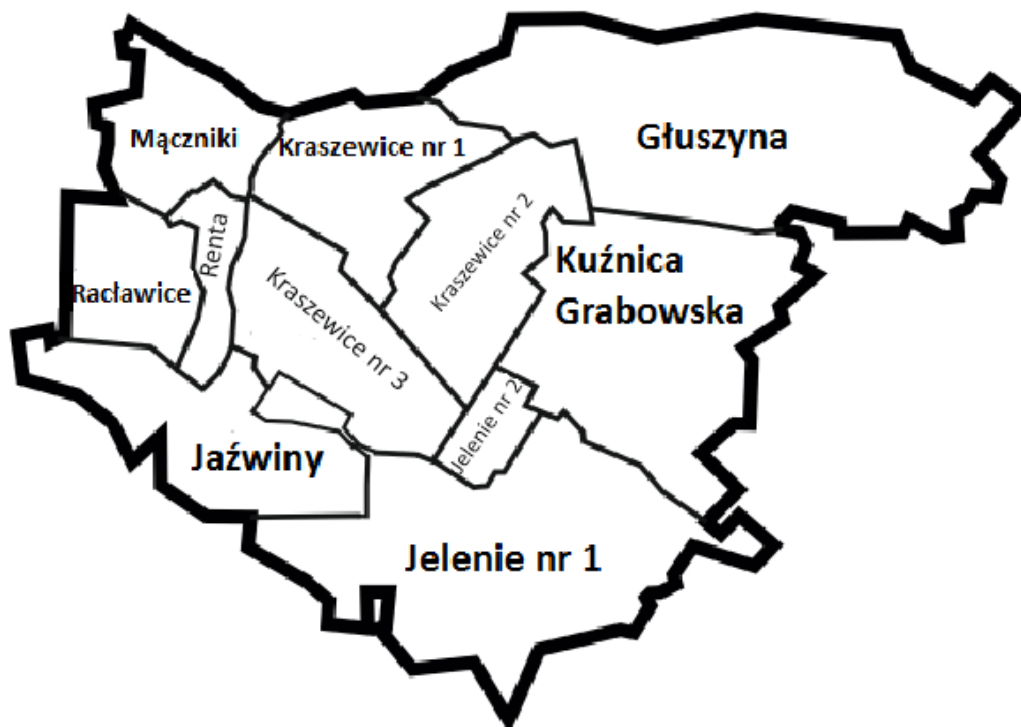 Mączniki
Kraszewice nr 1
Głuszyna
Renta
Kraszewice nr 2
Racławice
Kuźnica
Grabowska
Kraszewice nr 3
Jelenie nr 2
Jaźwiny
Jelenie nr 1